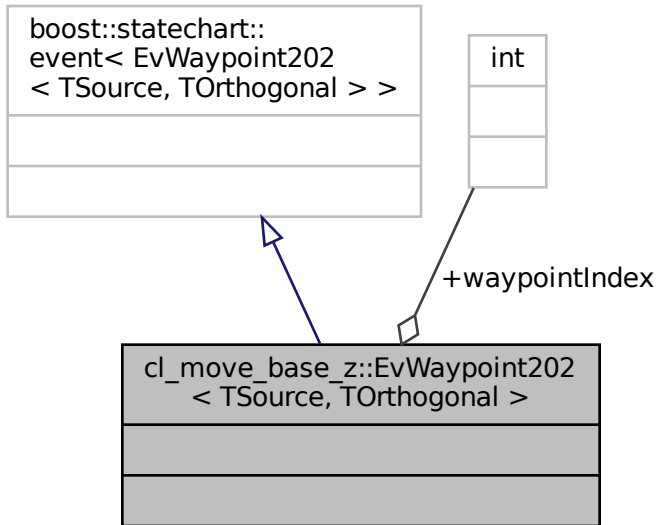 boost::statechart::
event< EvWaypoint202
< TSource, TOrthogonal > >
int
+waypointIndex
cl_move_base_z::EvWaypoint202
< TSource, TOrthogonal >